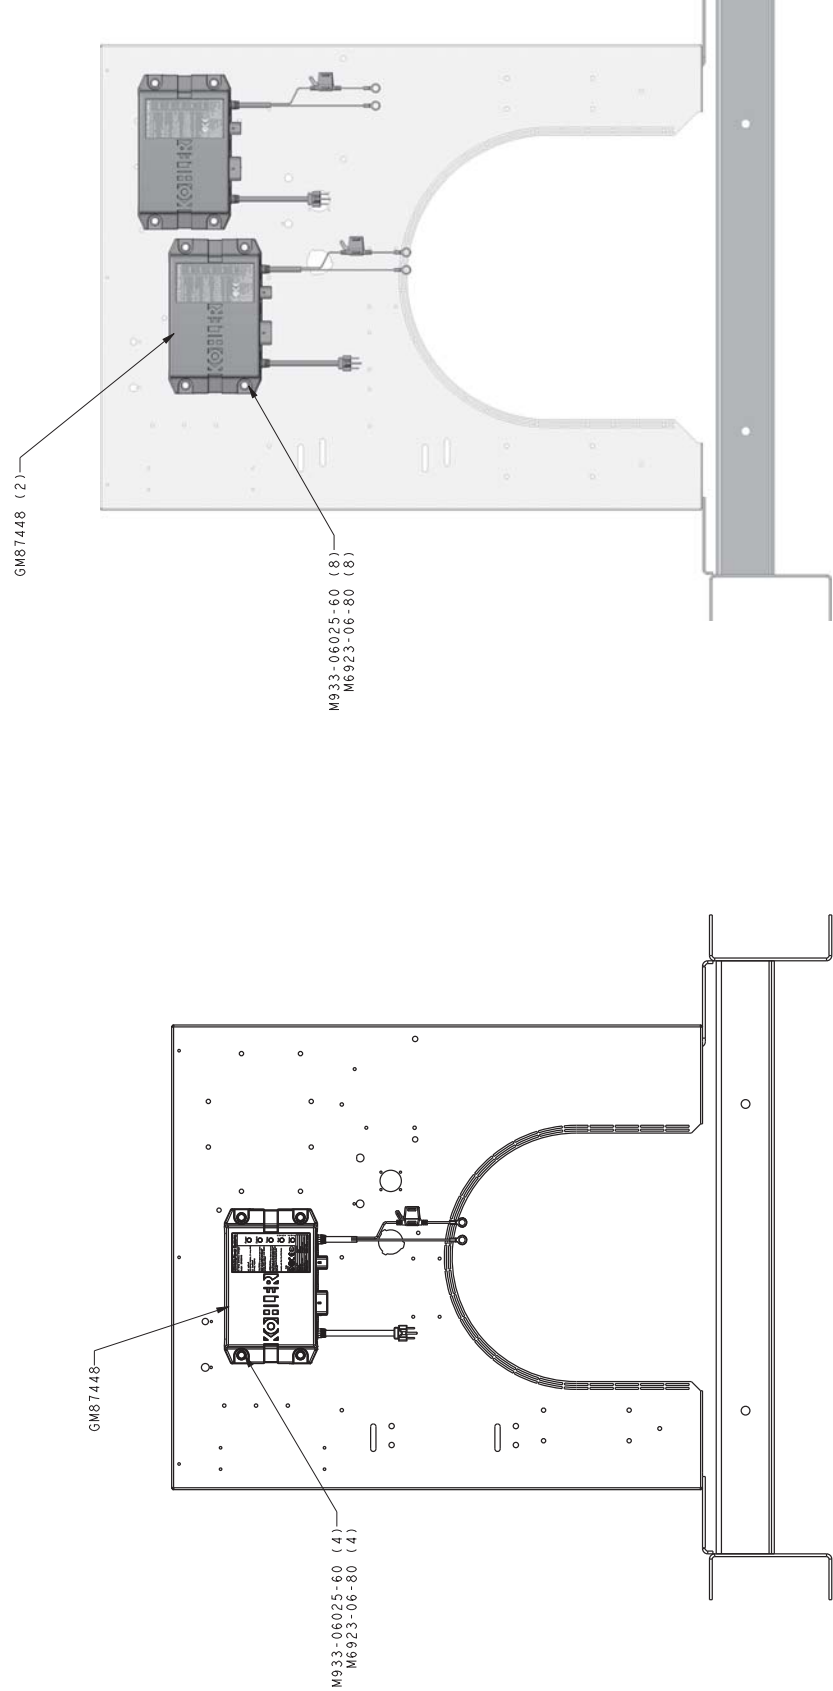 GM87448 (2)
KOHLER
KOHLER
M933-06025-60 (8)
M6923-06-80 (8)
GM87448
KOHLER
M933-06025-60 (4)
M6923-06-80 (4)